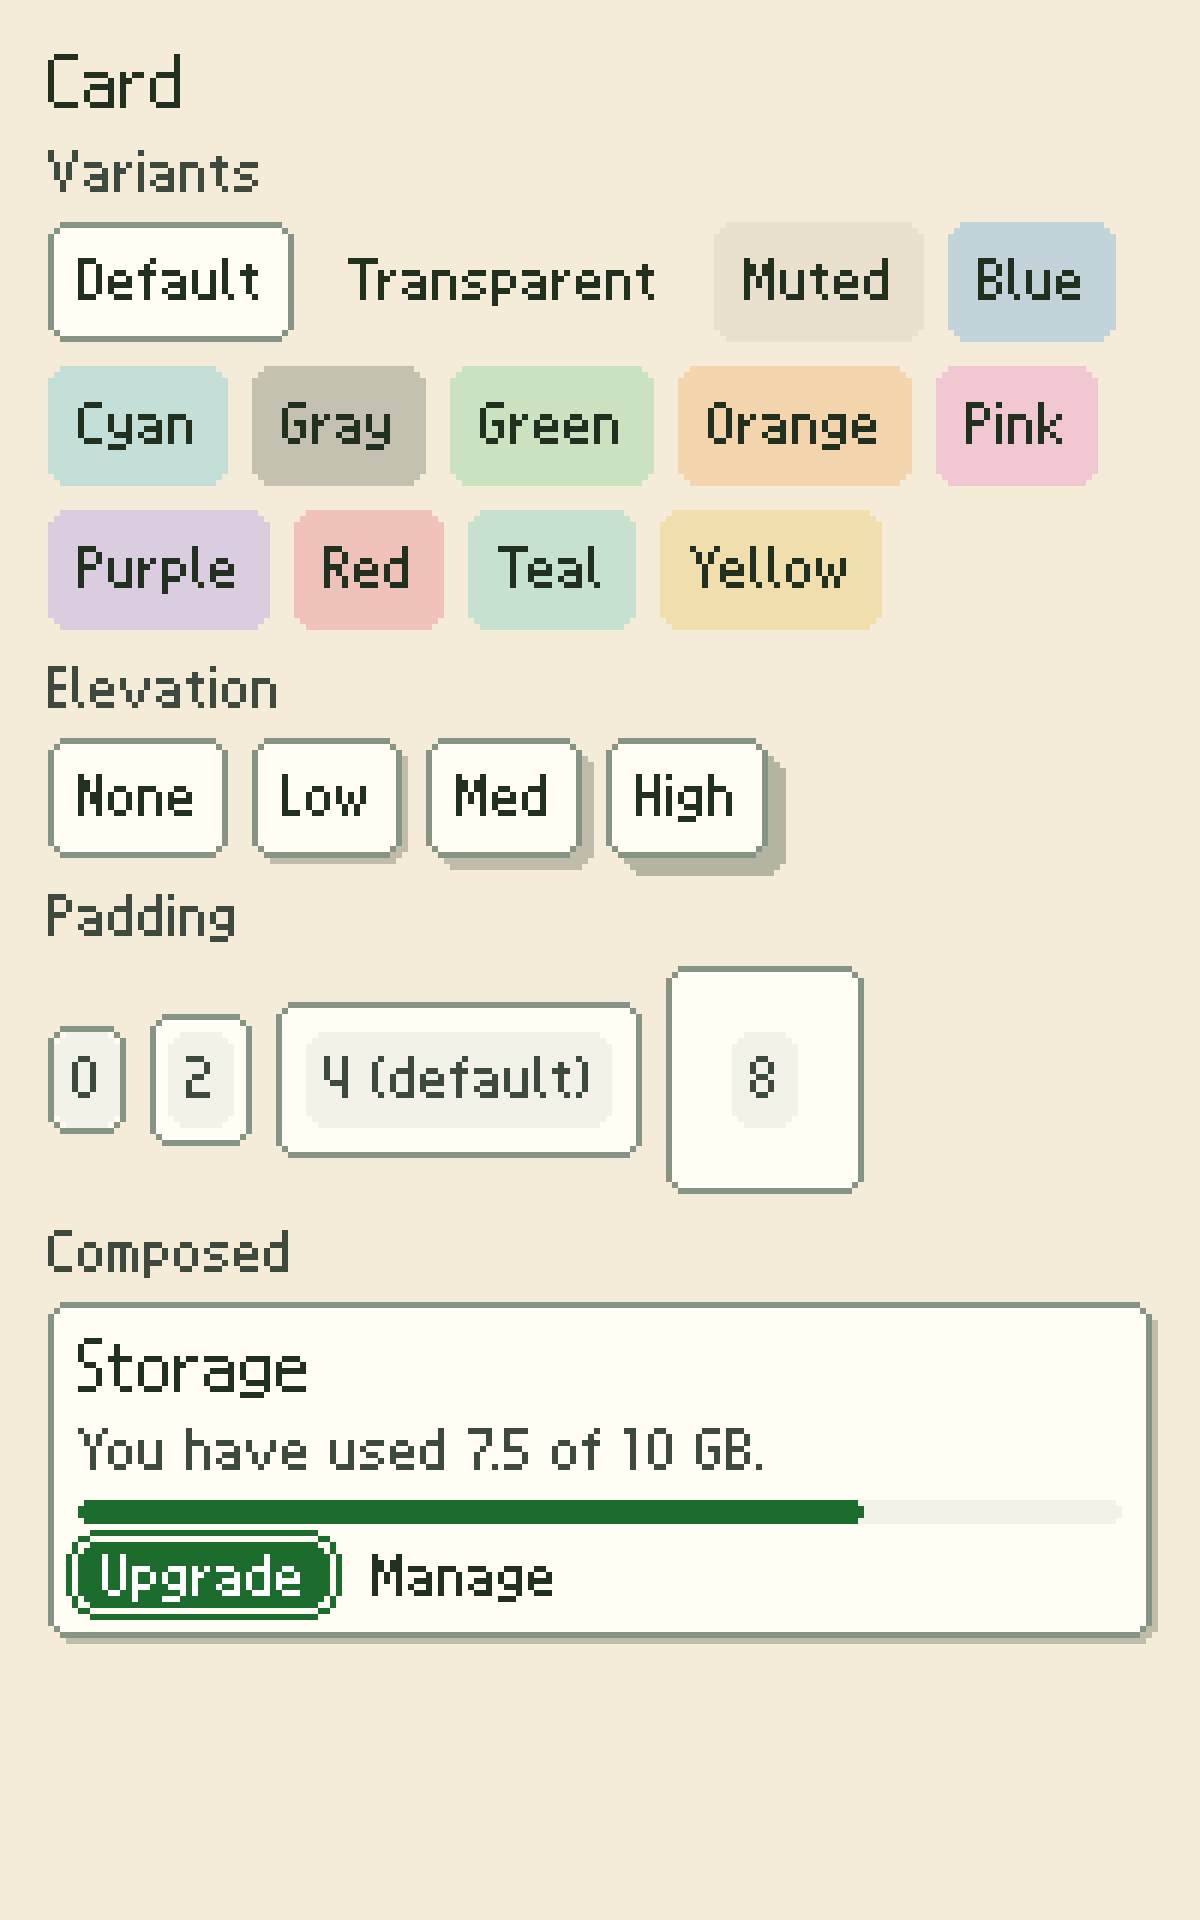 Card
Variants
Default Transparent Muted Blue
Cyan Gray Green Orange Pink
Purple Red Teal Yellow
Elevation
None Low Med High
Padding
0 2 4 (default) 8
Composed
Storage
You have used 7.5 of 10 GB.
Upgrade Manage